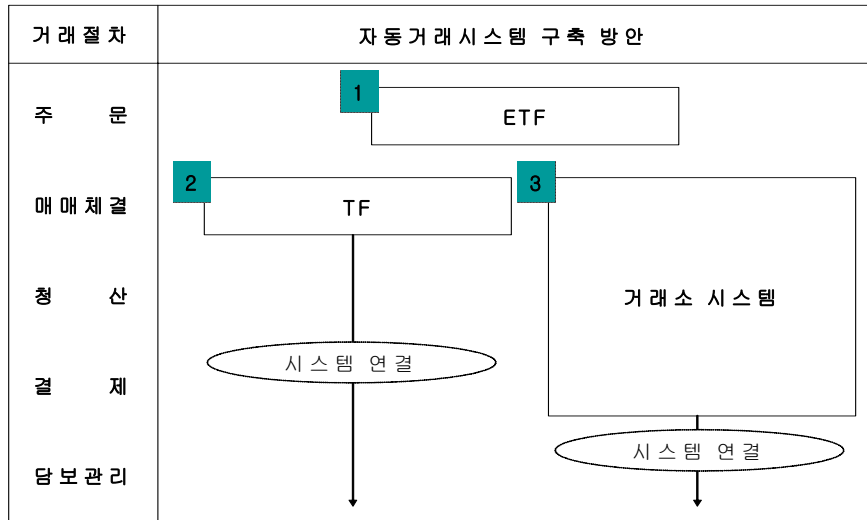 거래절차
자동거래시스템 구축 방안
주 문
1
ETF
매매체결
2
TF
3
청 산
거래소 시스템
시스템 연결
결 제
시스템 연결
담보관리